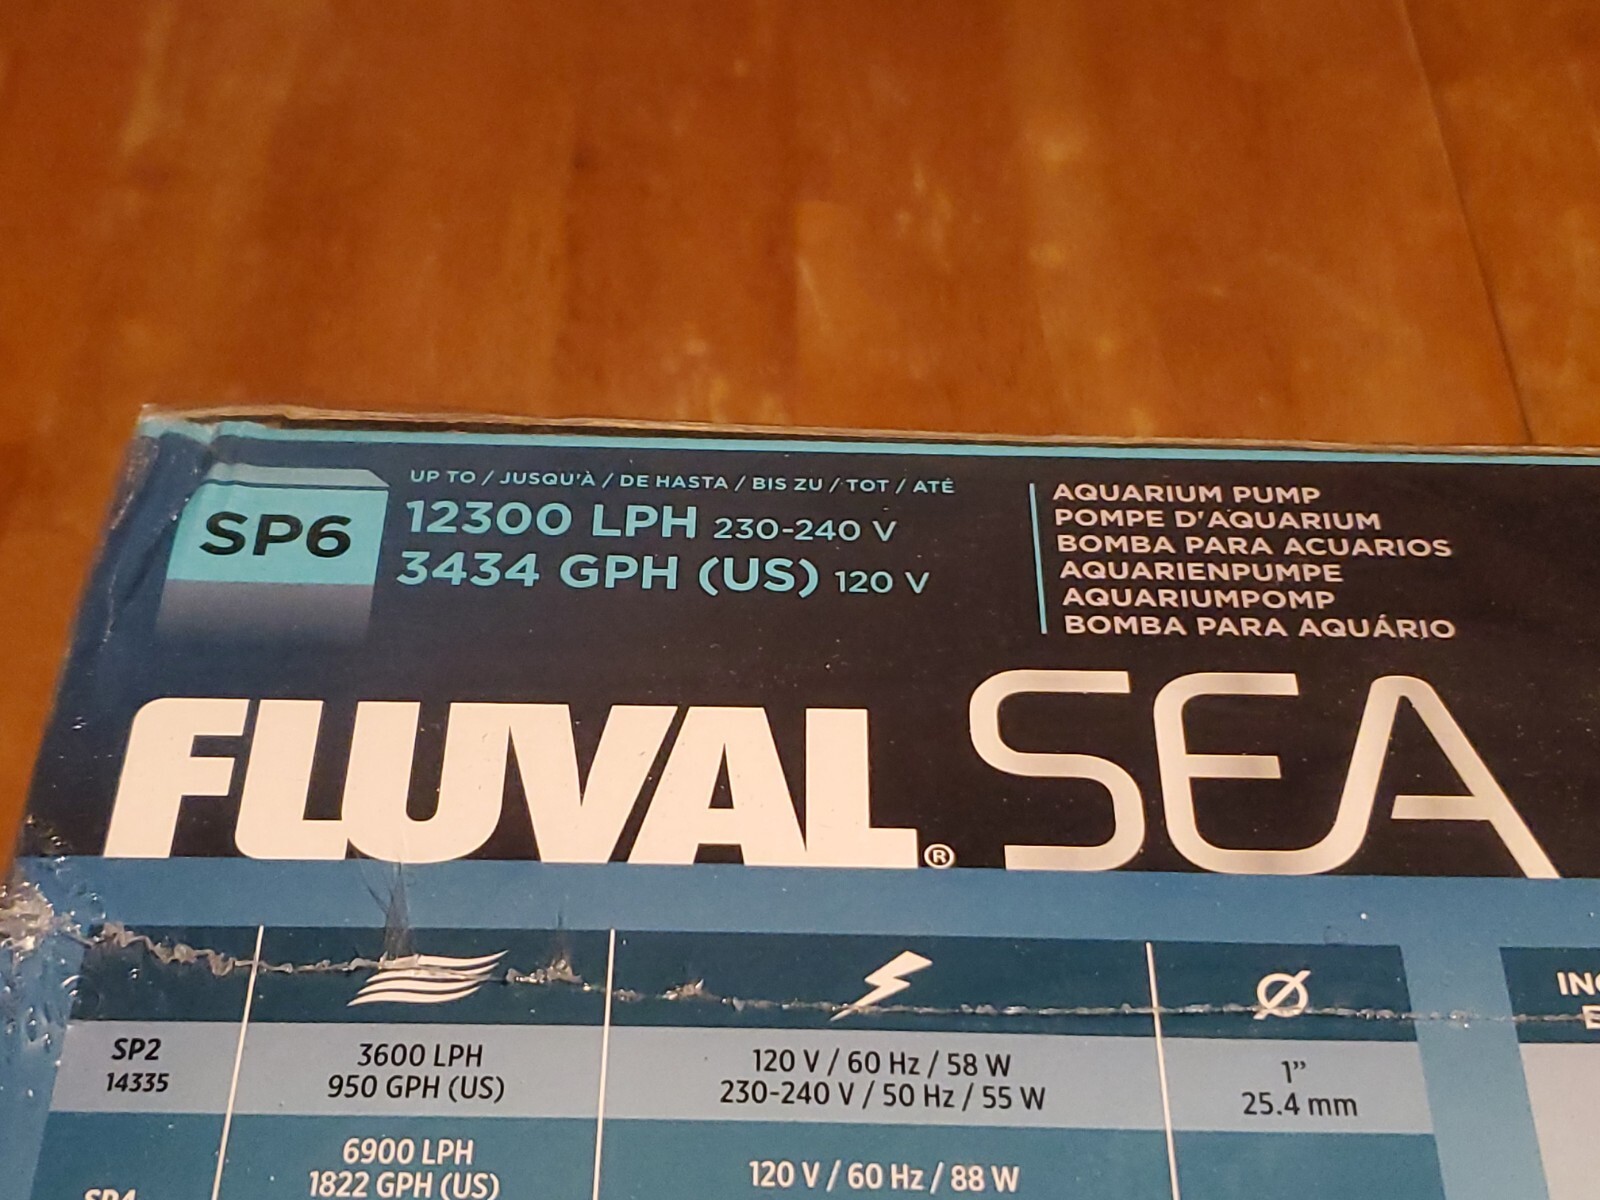 SP6
UP TO / JUSQU'À / DE HASTA / BIS ZU / TOT / ATÉ
12300 LPH 230-240 V
3434 GPH (US) 120 V
AQUARIUM PUMP
POMPE D'AQUARIUM
BOMBA PARA ACUARIOS
AQUARIENPUMPE
AQUARIUMPOMP
BOMBA PARA AQUÁRIO
FLUVAL® SEA
SP2
14335
3600 LPH
950 GPH (US)
120 V / 60 Hz / 58 W
230-240 V / 50 Hz / 55 W
1”
25.4 mm
SP4
6900 LPH
1822 GPH (US)
120 V / 60 Hz / 88 W